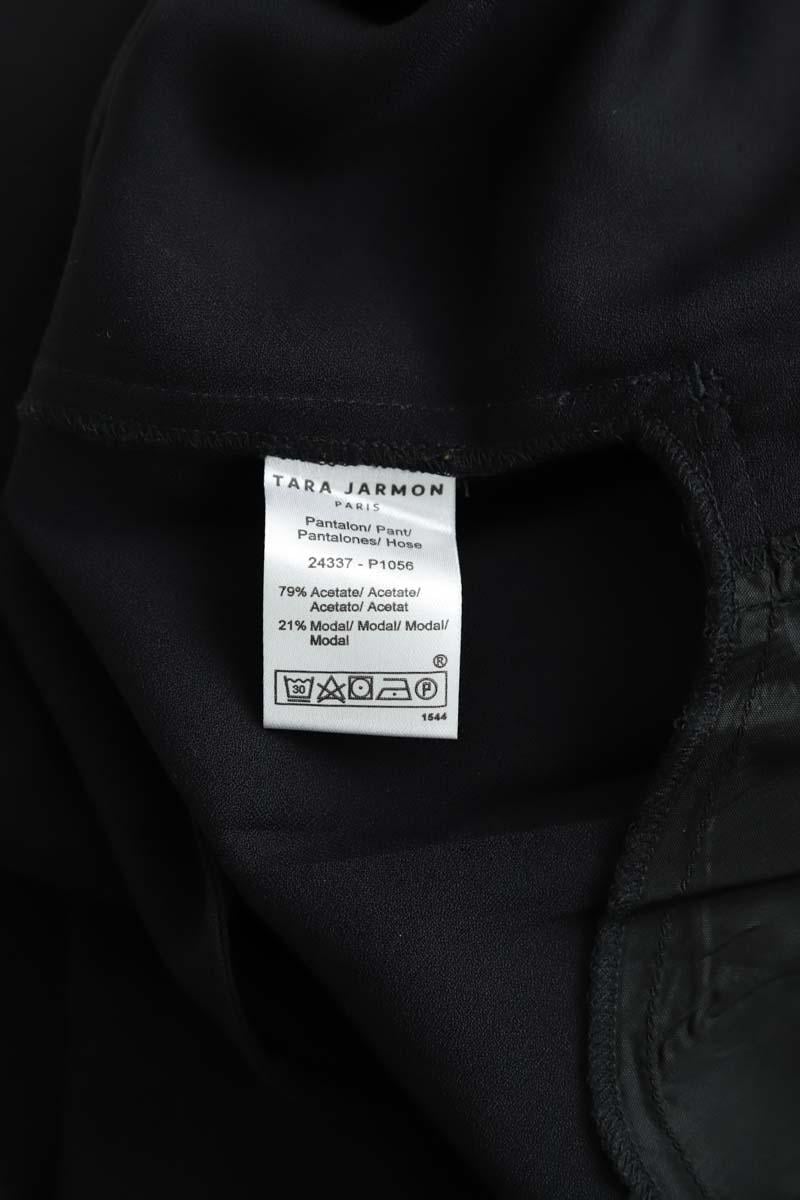 TARA JARMON
PARIS
Pantalon/ Pant/
Pantalones/ Hose
24337 - P1056
79% Acetate/ Acetate/
Acetato/ Acetat
21% Modal/ Modal/ Modal/
Modal
®
30 P
1544